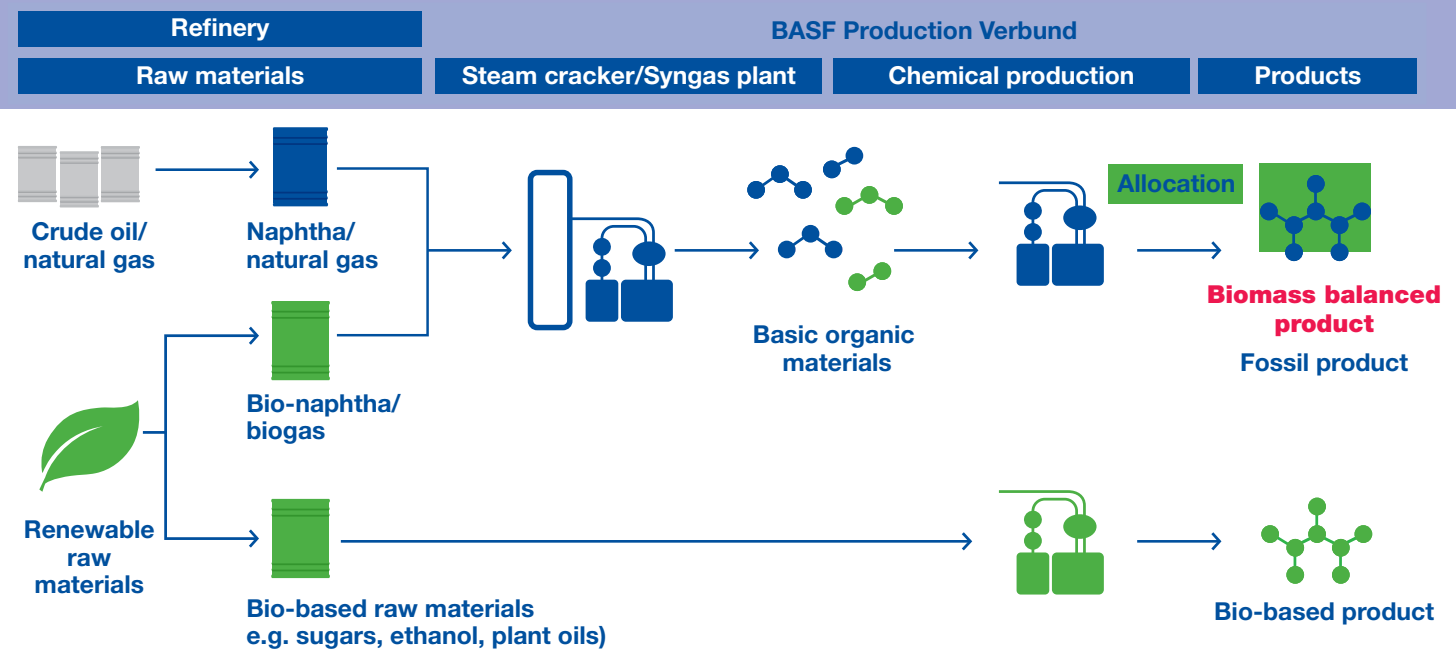 Refinery
BASF Production Verbund
Raw materials
Steam cracker/Syngas plant
Chemical production
Products
Allocation
Crude oil/
natural gas
Naphtha/
natural gas
Biomass balanced
product
Basic organic
materials
Fossil product
Bio-naphtha/
biogas
Renewable
raw
materials
Bio-based raw materials
e.g. sugars, ethanol, plant oils)
Bio-based product